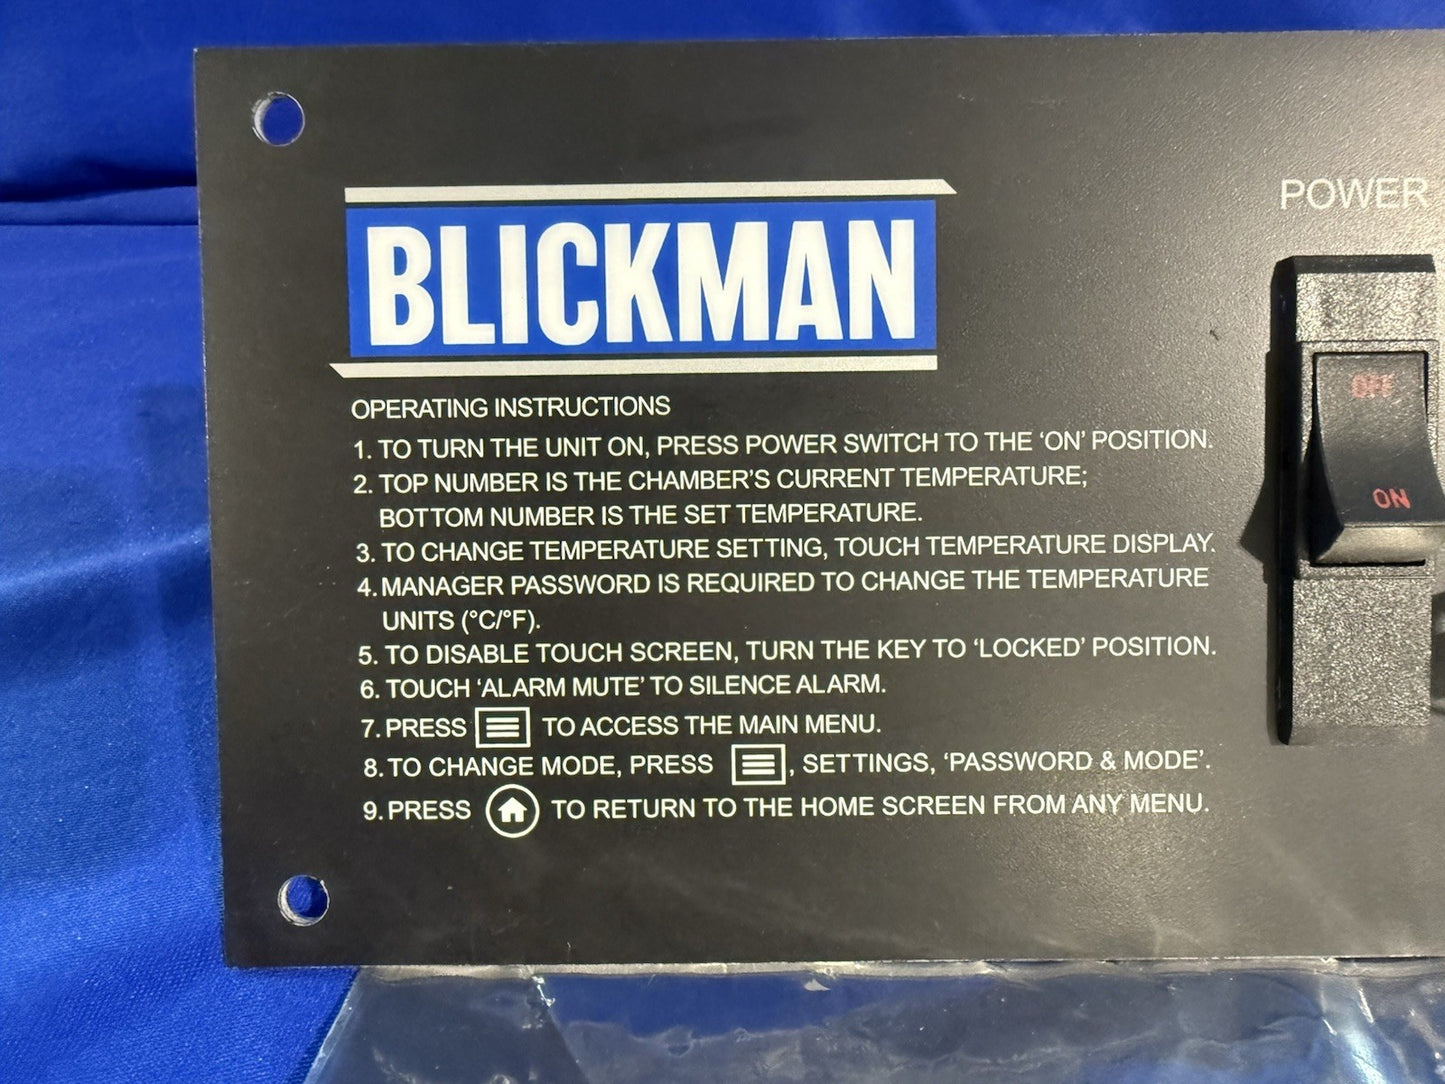 BLICKMAN
POWER
OFF
ON
OPERATING INSTRUCTIONS
1. TO TURN THE UNIT ON, PRESS POWER SWITCH TO THE ‘ON’ POSITION.
2. TOP NUMBER IS THE CHAMBER’S CURRENT TEMPERATURE;
BOTTOM NUMBER IS THE SET TEMPERATURE.
3. TO CHANGE TEMPERATURE SETTING, TOUCH TEMPERATURE DISPLAY.
4. MANAGER PASSWORD IS REQUIRED TO CHANGE THE TEMPERATURE
UNITS (°C/°F).
5. TO DISABLE TOUCH SCREEN, TURN THE KEY TO ‘LOCKED’ POSITION.
6. TOUCH ‘ALARM MUTE’ TO SILENCE ALARM.
7. PRESS TO ACCESS THE MAIN MENU.
8. TO CHANGE MODE, PRESS , SETTINGS, ‘PASSWORD & MODE’.
9. PRESS TO RETURN TO THE HOME SCREEN FROM ANY MENU.